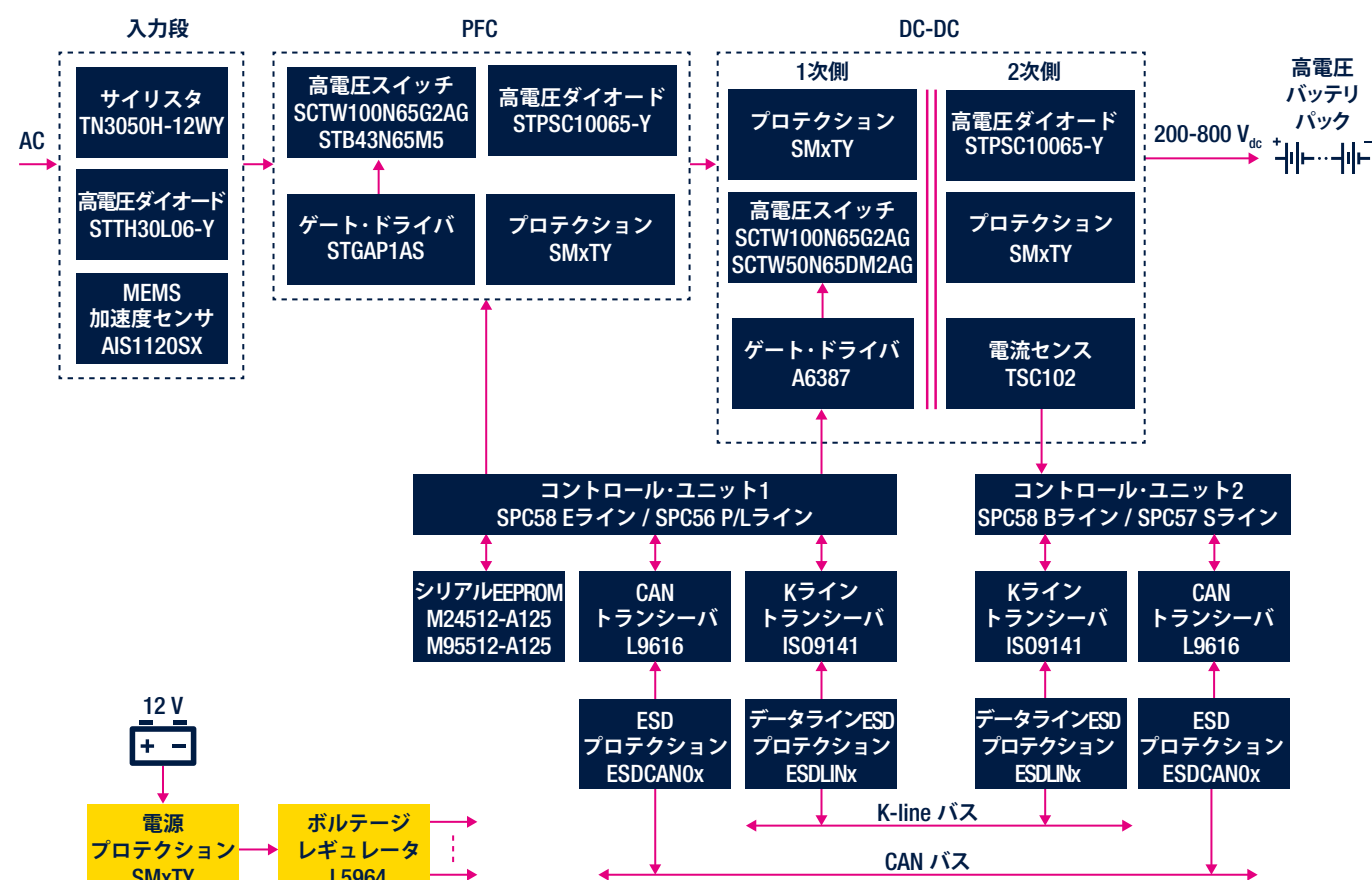 入力段
サイリスタ
TN3050H-12WY
高電圧ダイオード
STTH30L06-Y
MEMS
加速度センサ
AIS1120SX
AC
PFC
高電圧スイッチ
SCTW100N65G2AG
STB43N65M5
高電圧ダイオード
STPSC10065-Y
ゲート・ドライバ
STGAP1AS
プロテクション
SMxTY
DC-DC
1次側
2次側
プロテクション
SMxTY
高電圧スイッチ
SCTW100N65G2AG
SCTW50N65DM2AG
ゲート・ドライバ
A6387
高電圧ダイオード
STPSC10065-Y
プロテクション
SMxTY
電流センス
TSC102
200-800 Vdc
高電圧
バッテリ
パック
+ −
コントロール・ユニット1
SPC58 Eライン / SPC56 P/Lライン
コントロール・ユニット2
SPC58 Bライン / SPC57 Sライン
シリアルEEPROM
M24512-A125
M95512-A125
CAN
トランシーバ
L9616
Kライン
トランシーバ
ISO9141
Kライン
トランシーバ
ISO9141
CAN
トランシーバ
L9616
ESD
プロテクション
ESDCAN0x
データラインESD
プロテクション
ESDLINx
データラインESD
プロテクション
ESDLINx
ESD
プロテクション
ESDCAN0x
12 V
+ −
電源
プロテクション
SMxTY
ボルテージ
レギュレータ
L5964
K-line バス
CAN バス